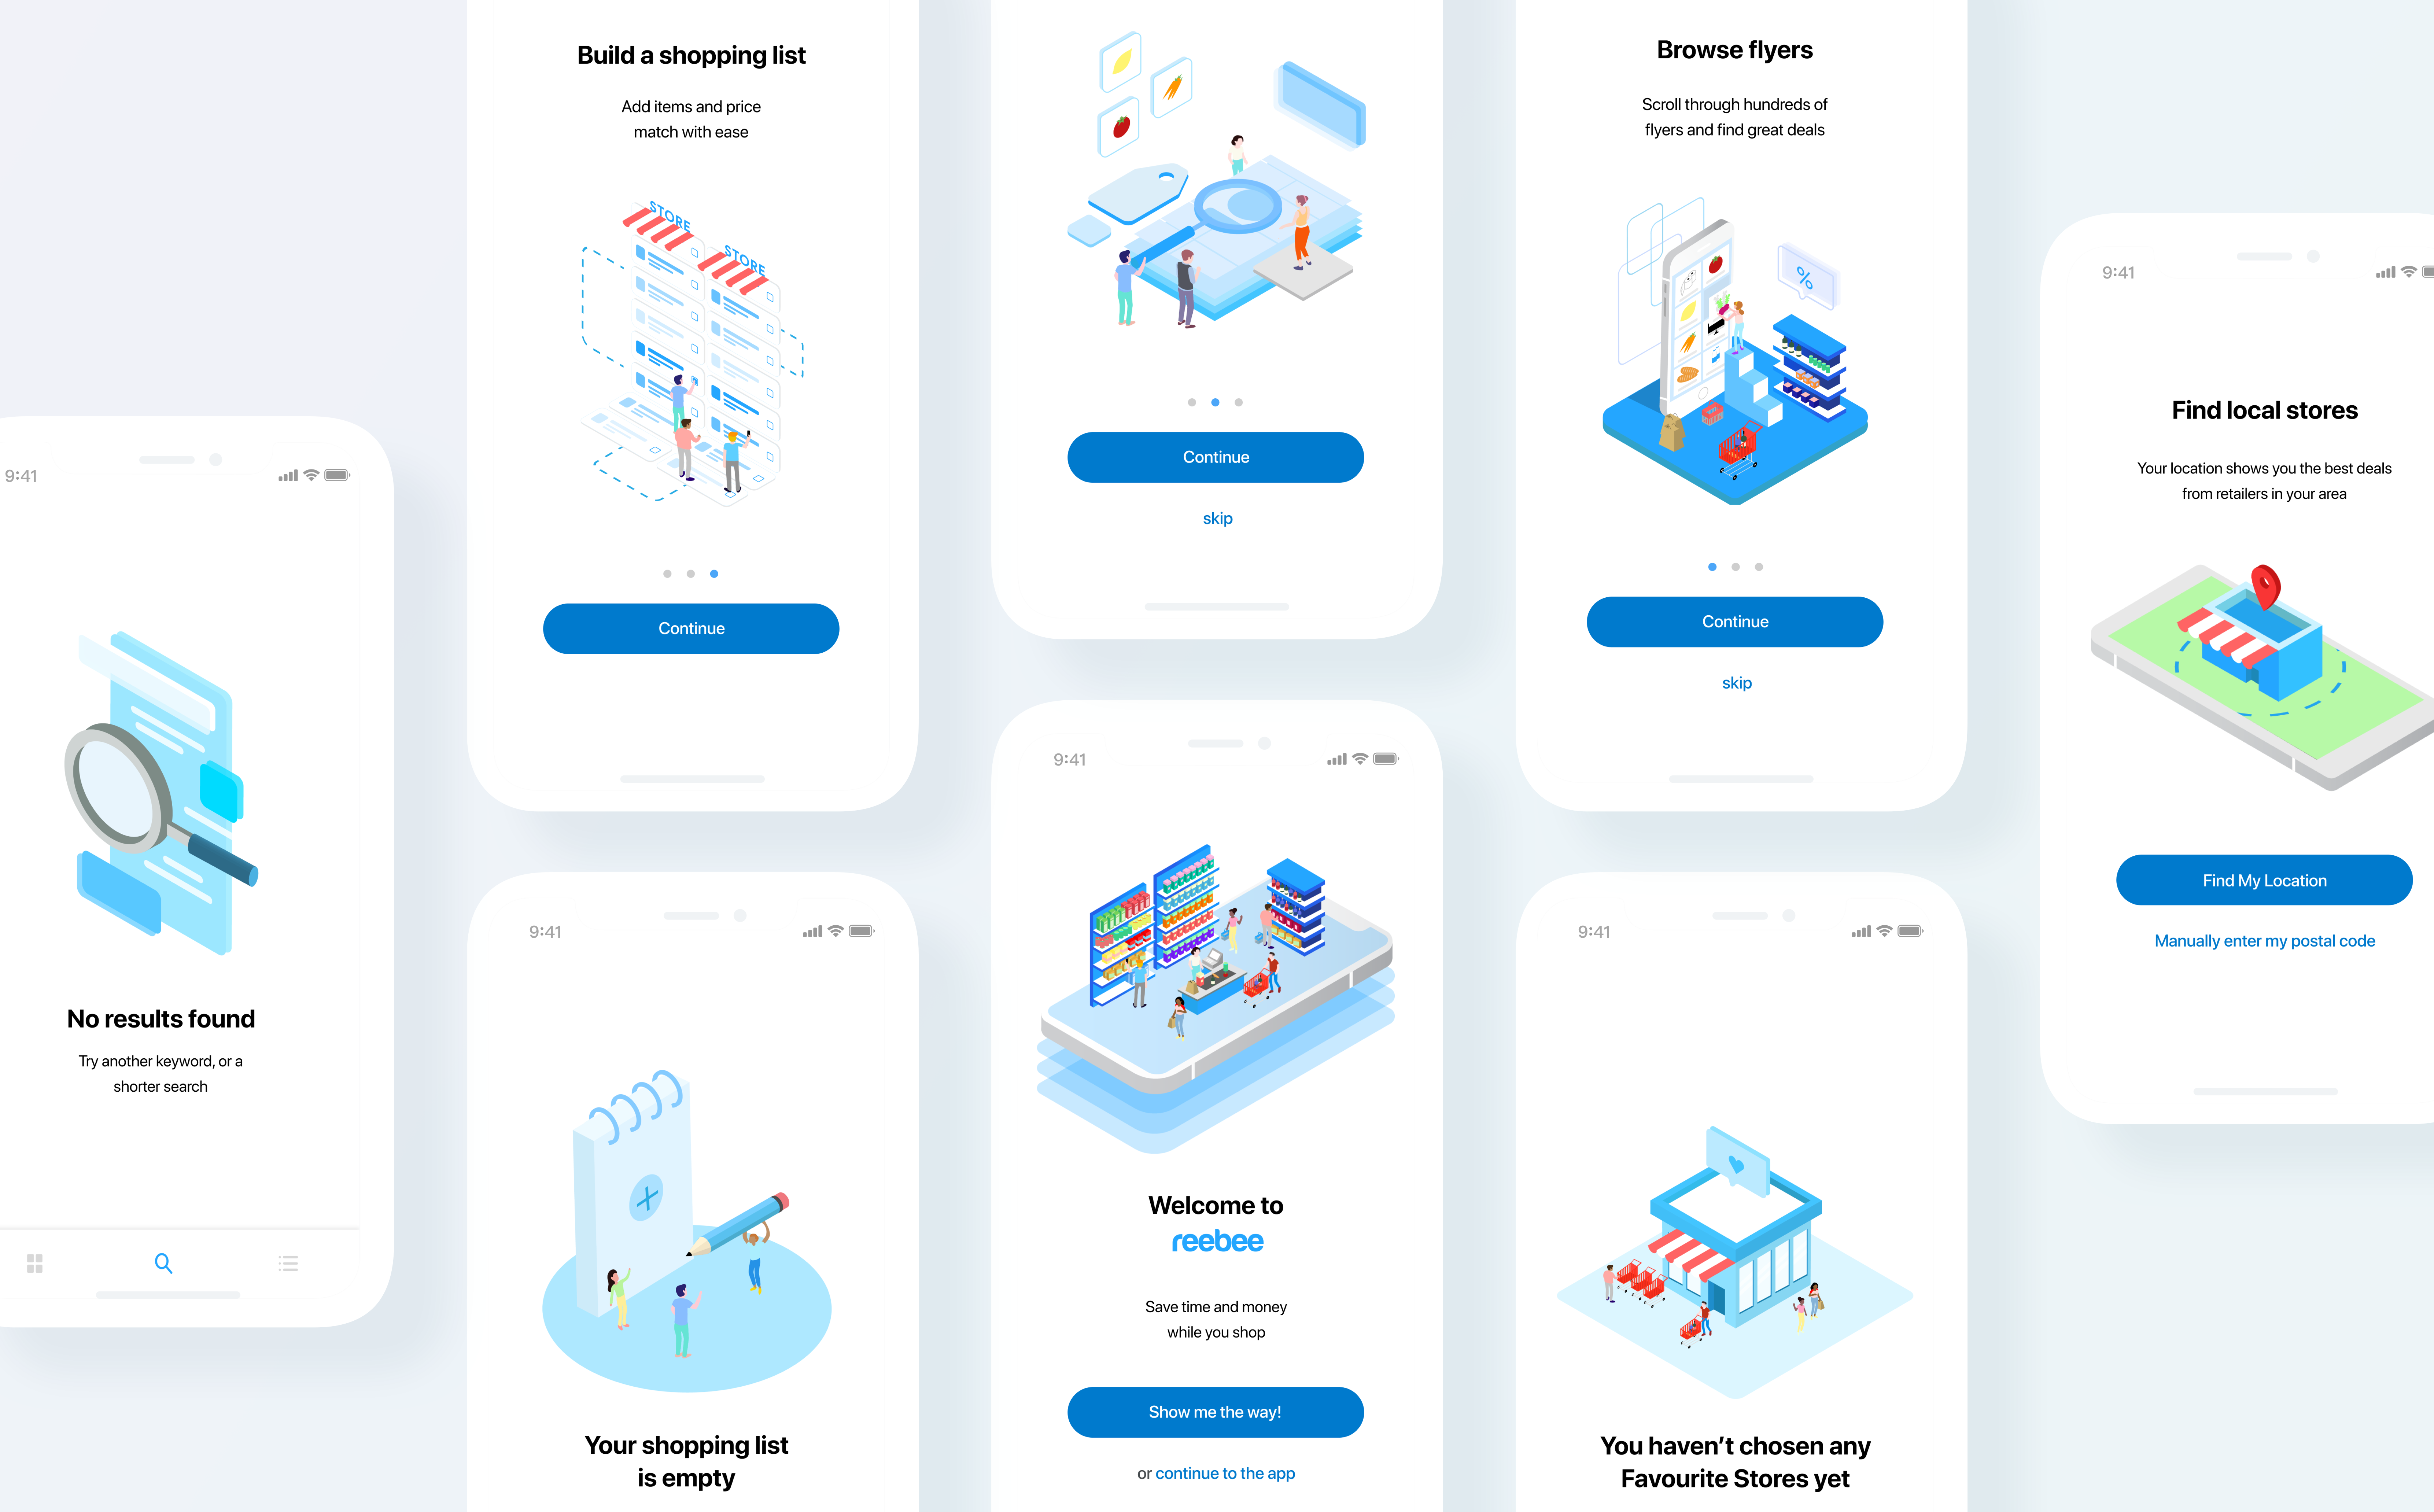 9:41
No results found
Try another keyword, or a
shorter search
Build a shopping list
Add items and price
match with ease
STORE
STORE
Continue
9:41
Your shopping list
is empty
Continue
skip
9:41
Welcome to
reebee
Save time and money
while you shop
Show me the way!
or continue to the app
Browse flyers
Scroll through hundreds of
flyers and find great deals
%
Continue
skip
9:41
You haven’t chosen any
Favourite Stores yet
9:41
Find local stores
Your location shows you the best deals
from retailers in your area
Find My Location
Manually enter my postal code